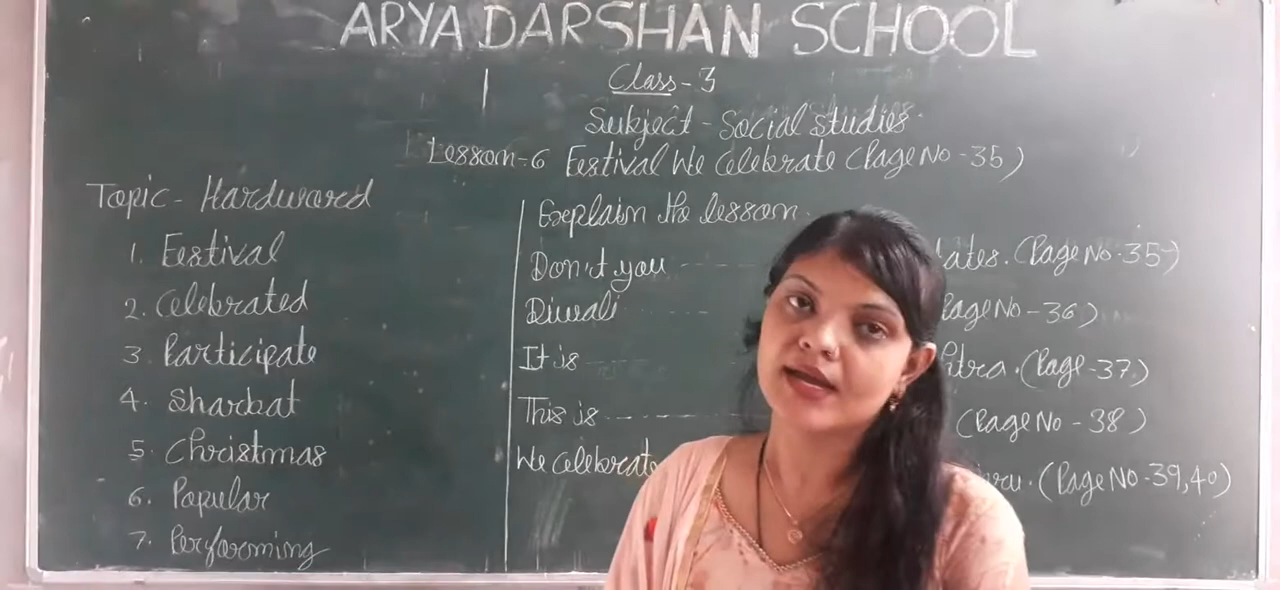 ARYA DARSHAN SCHOOL
Class - 3
Subject - Social Studies.
Lesson-6 Festival We Celebrate (Page No - 35)
Topic - Hardword
1. Festival
2. Celebrated
3. Participate
4. Sharbat
5. Christmas
6. Popular
7. Performing
Explain the lesson.
Don't you ---- ates. (Page No. 35)
Diwali ---- Page No - 36)
It is ---- (Page - 37)
This is ---- (Page No - 38)
We celebrate (Page No - 39,40)